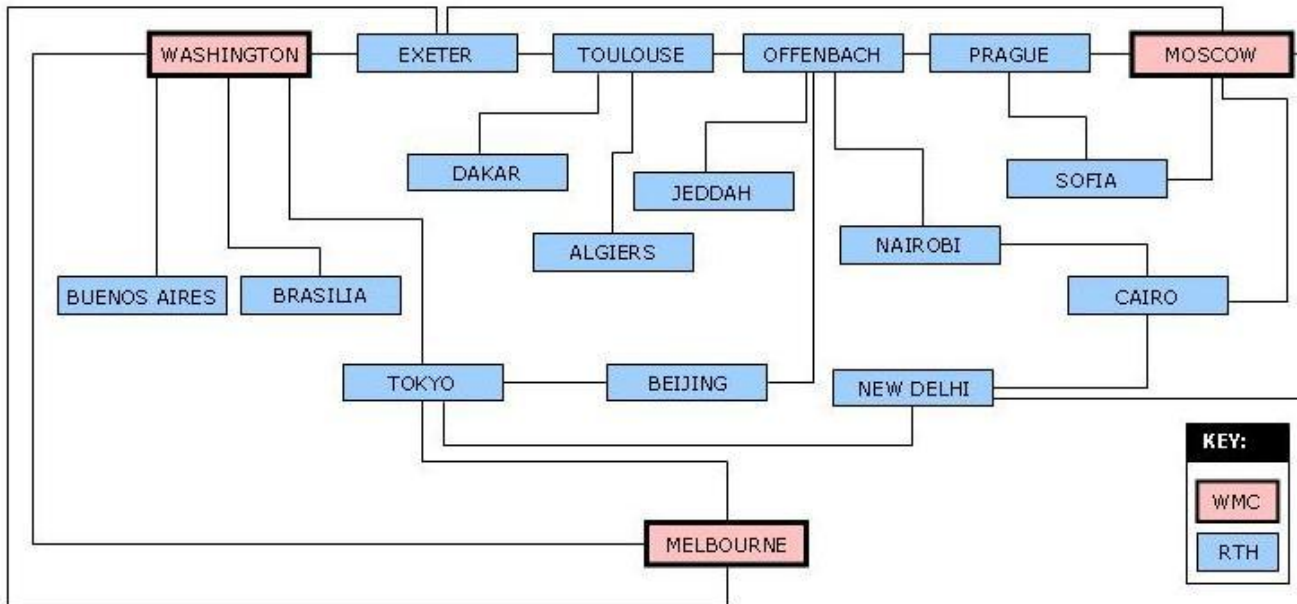 WASHINGTON
EXETER
TOULOUSE
OFFENBACH
PRAGUE
MOSCOW
DAKAR
JEDDAH
SOFIA
ALGIERS
NAIROBI
BUENOS AIRES
BRASILIA
CAIRO
TOKYO
BEIJING
NEW DELHI
KEY:
WMC
RTH
MELBOURNE